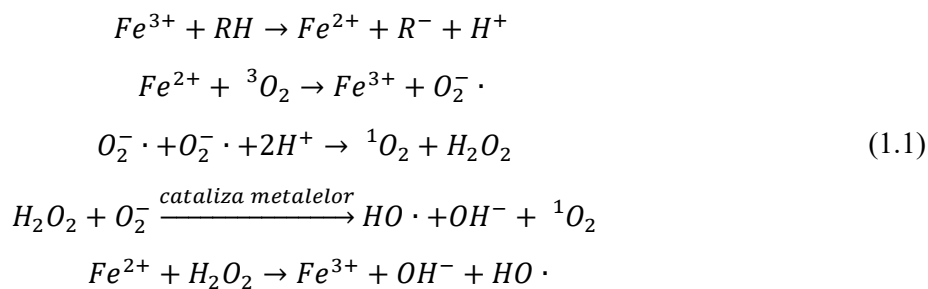 Fe³⁺ + RH → Fe²⁺ + R⁻ + H⁺
Fe²⁺ + ³O₂ → Fe³⁺ + O₂⁻ ·
O₂⁻ · +O₂⁻ · +2H⁺ → ¹O₂ + H₂O₂ (1.1)
H₂O₂ + O₂⁻ cataliza metalelor → HO · +OH⁻ + ¹O₂
Fe²⁺ + H₂O₂ → Fe³⁺ + OH⁻ + HO ·